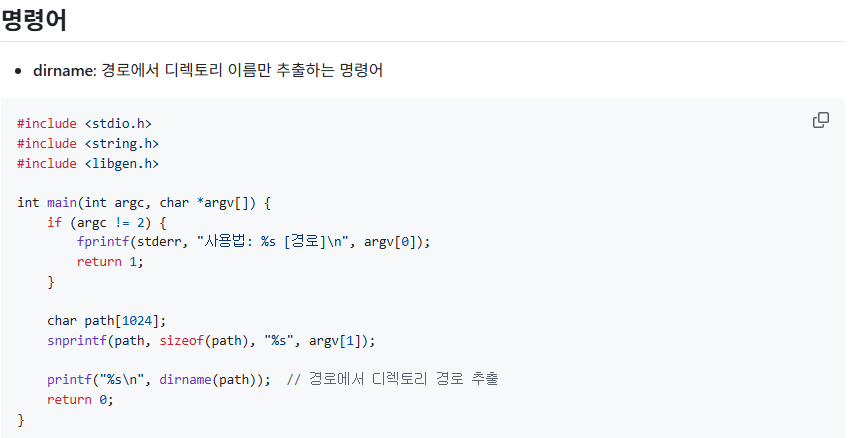 명령어
• dirname: 경로에서 디렉토리 이름만 추출하는 명령어
#include <stdio.h>
#include <string.h>
#include <libgen.h>
int main(int argc, char *argv[]) {
    if (argc != 2) {
        fprintf(stderr, "사용법: %s [경로]\n", argv[0]);
        return 1;
    }
    char path[1024];
    snprintf(path, sizeof(path), "%s", argv[1]);
    printf("%s\n", dirname(path));  // 경로에서 디렉토리 경로 추출
    return 0;
}